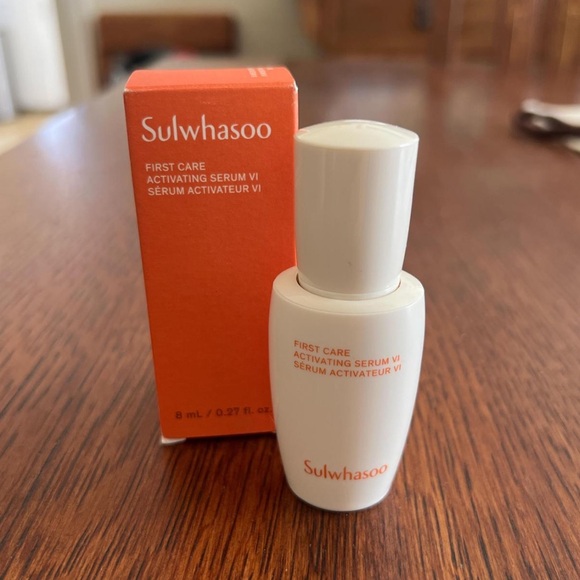 Sulwhasoo
FIRST CARE
ACTIVATING SERUM VI
SÉRUM ACTIVATEUR VI
8 mL / 0.27 fl. oz.
FIRST CARE
ACTIVATING SERUM VI
SÉRUM ACTIVATEUR VI
Sulwhasoo